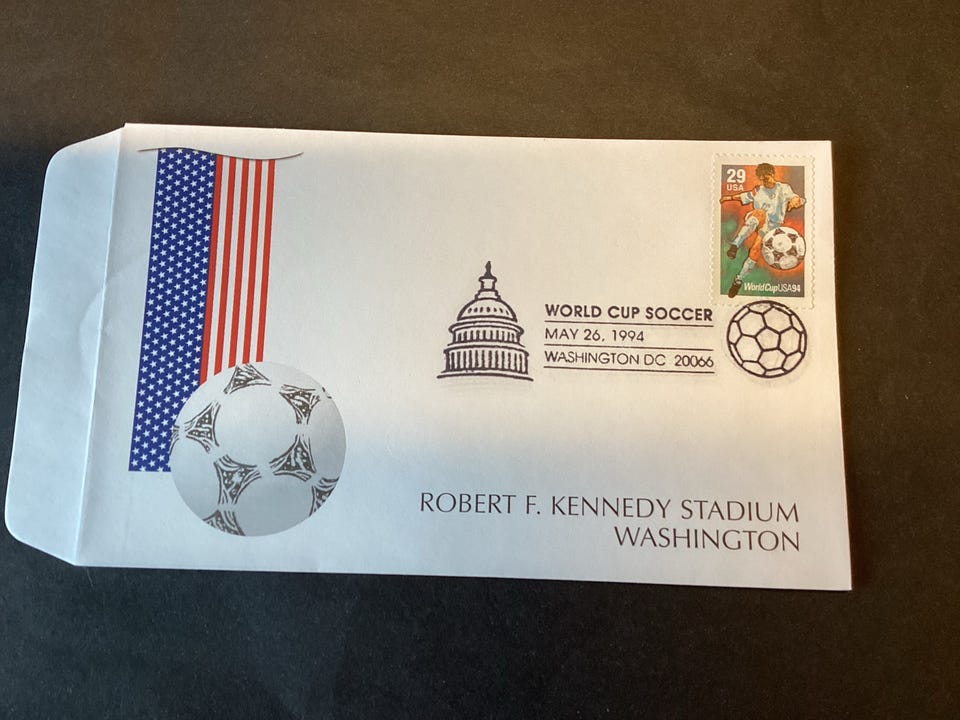 29
USA
WorldCupUSA94
WORLD CUP SOCCER
MAY 26, 1994
WASHINGTON DC 20066
ROBERT F. KENNEDY STADIUM
WASHINGTON